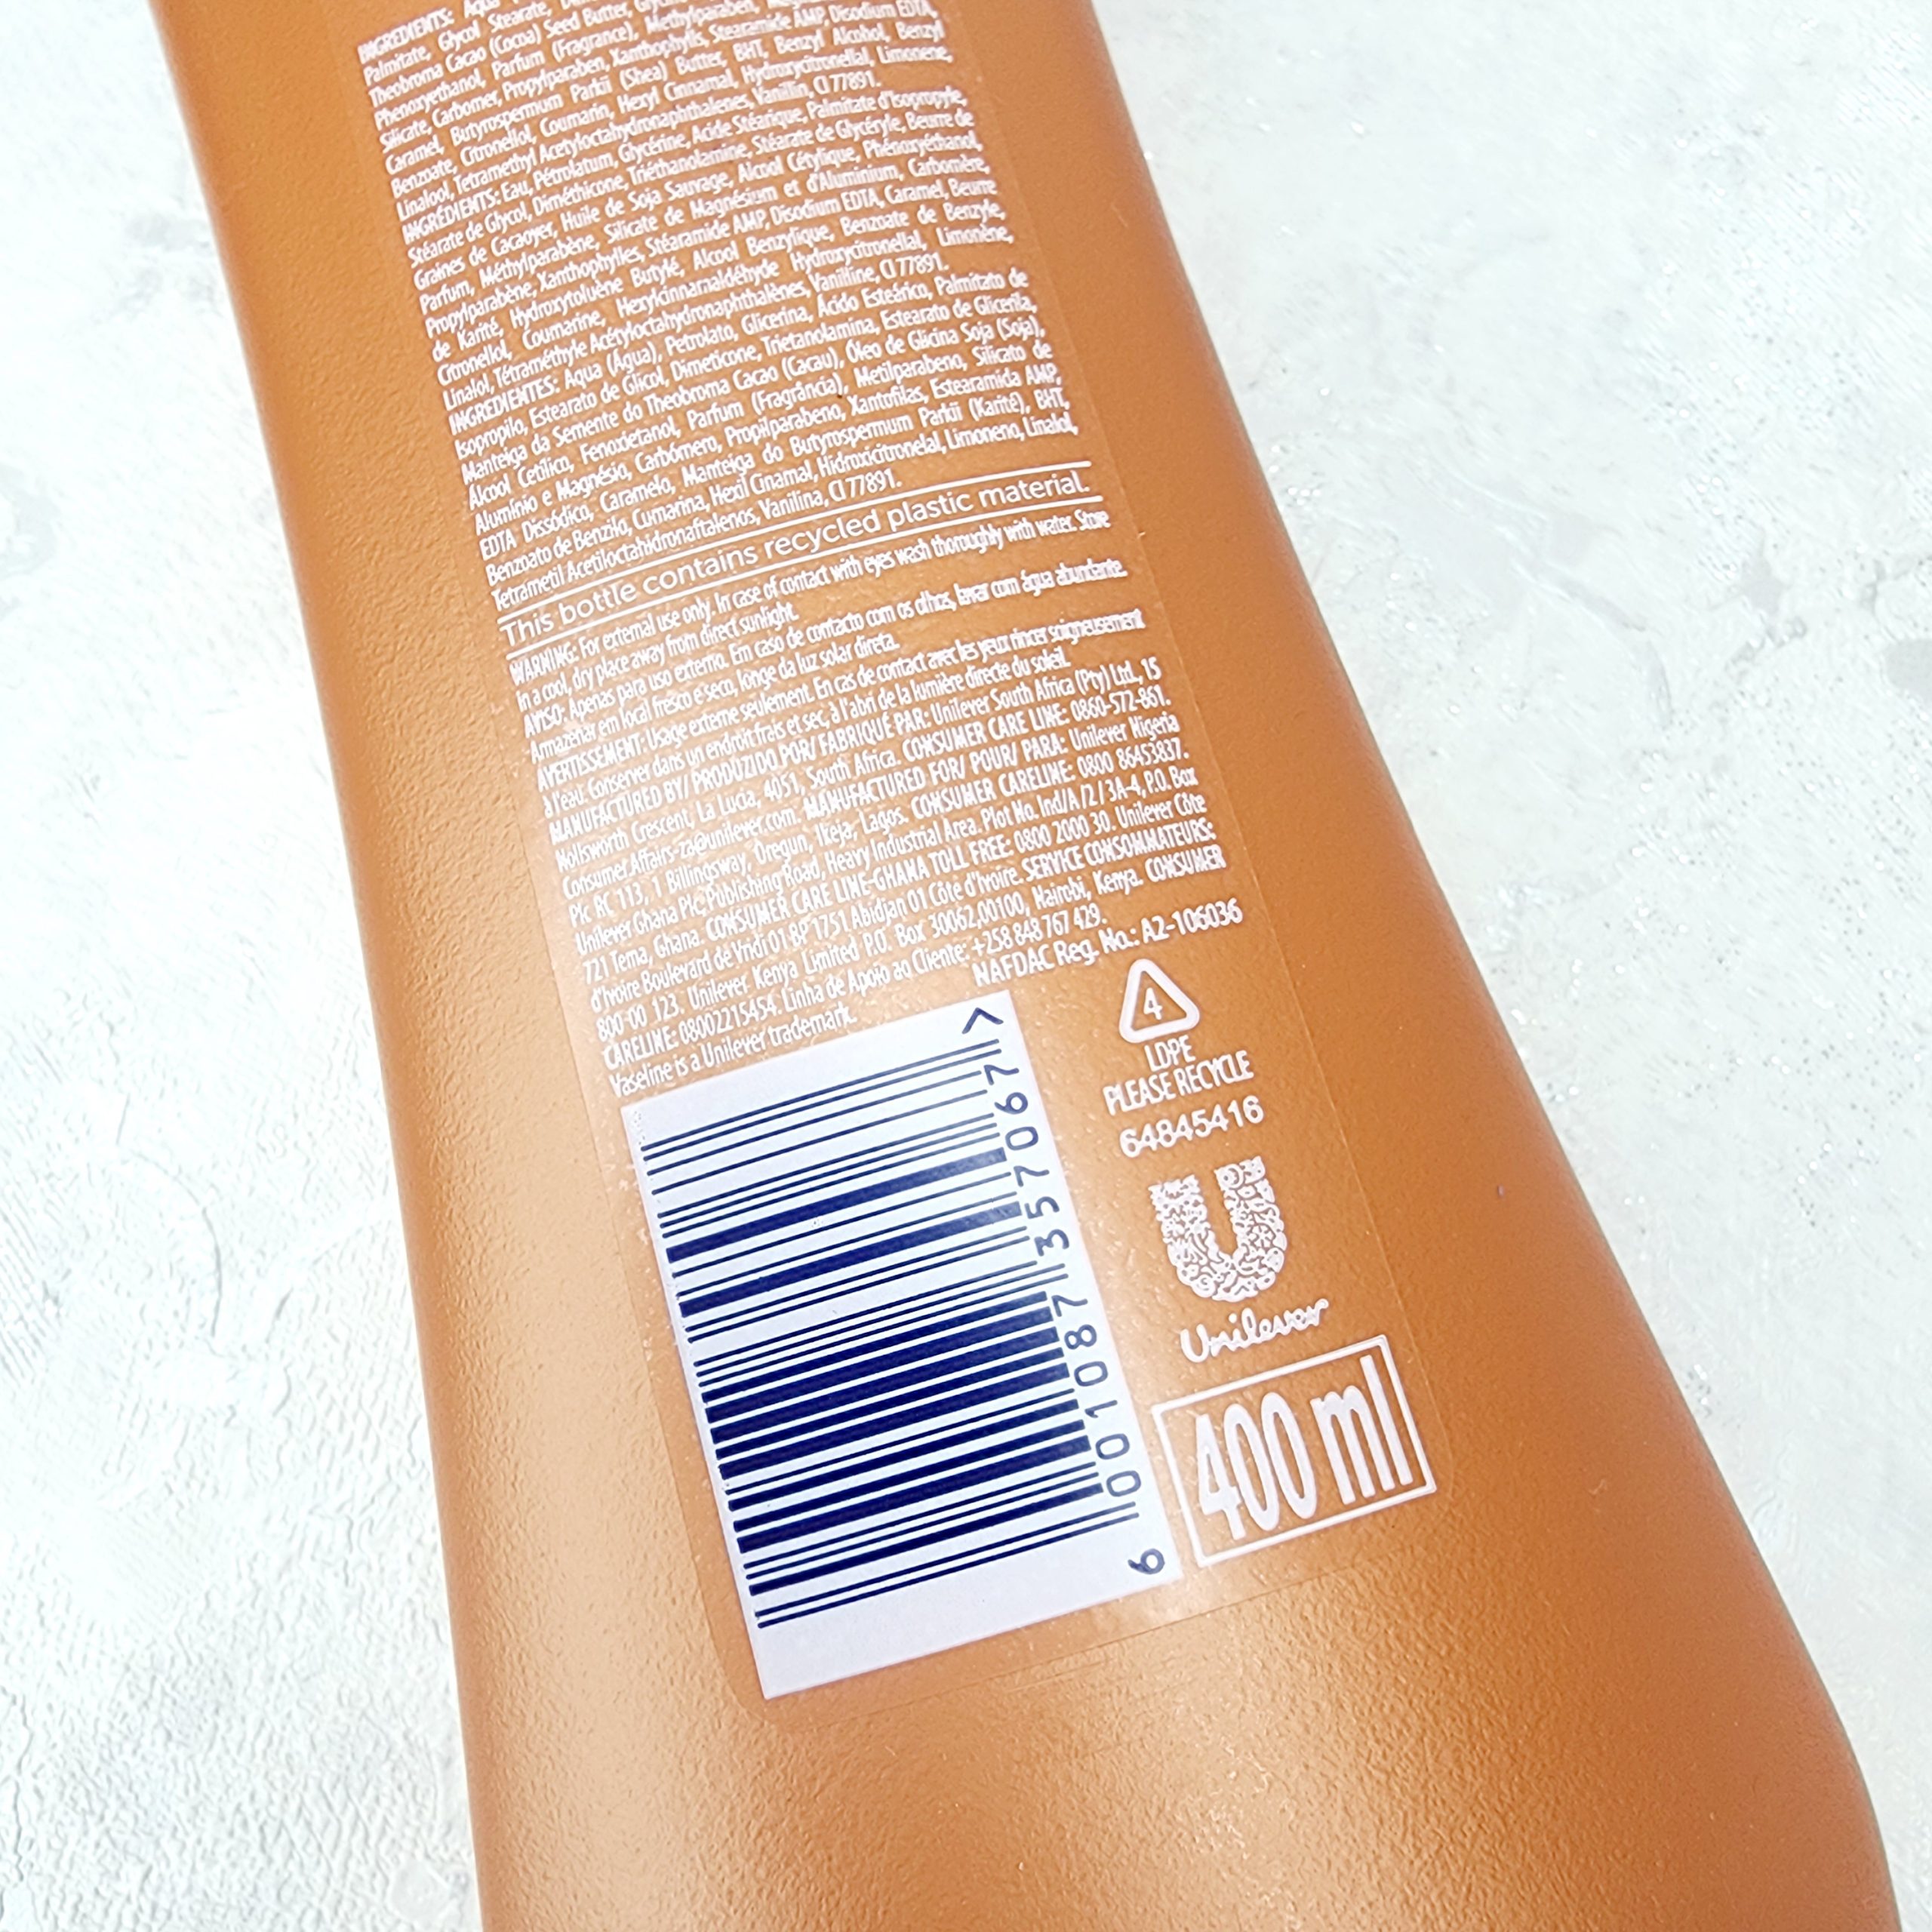 INGREDIENTS: Aqua
Palmitate, Glycol Stearate,
Theobroma Cacao (Cocoa) Seed Butter,
Phenoxyethanol, Parfum (Fragrance), Methylparaben,
Silicate, Carbomer, Propylparaben, Xanthophylls, Stearamide AMP, Disodium EDTA,
Caramel, Butyrospermum Parkii (Shea) Butter, BHT, Benzyl Alcohol, Benzyl
Benzoate, Citronellol, Coumarin, Hexyl Cinnamal, Hydroxycitronellal, Limonene,
Linalool, Tetramethyl Acetyloctahydronaphthalenes, Vanillin, CI 77891.
INGRÉDIENTS: Eau, Pétrolatum, Glycérine, Acide Stéarique, Palmitate d'Isopropyle,
Stéarate de Glycol, Diméthicone, Triéthanolamine, Stéarate de Glycéryle, Beurre de
Graines de Cacaoyer, Huile de Soja Sauvage, Alcool Cétylique, Phénoxyéthanol,
Parfum, Méthylparabène, Silicate de Magnésium et d'Aluminium, Carbomère,
Propylparabène, Xanthophylles, Stéaramide AMP, Disodium EDTA, Caramel, Beurre
de Karité, Hydroxytoluène Butylé, Alcool Benzylique, Benzoate de Benzyle,
Citronellol, Coumarine, Hexylcinnamaldéhyde Hydroxycitronellal, Limonène,
Linalol, Tétraméthyle Acétyloctahydronaphthalènes, Vanilline, CI 77891.
INGREDIENTES: Aqua (Água), Petrolato, Glicerina, Ácido Esteárico, Palmitato de
Isopropilo, Estearato de Glicol, Dimeticone, Trietanolamina, Estearato de Glicerila,
Manteiga da Semente do Theobroma Cacao (Cacau), Óleo de Glicina Soja (Soja),
Álcool Cetílico, Fenoxietanol, Parfum (Fragrância), Metilparabeno, Silicato de
Alumínio e Magnésio, Carbómero, Propilparabeno, Xantofilas, Estearamida AMP,
EDTA Dissódico, Caramelo, Manteiga do Butyrospermum Parkii (Karité), BHT,
Benzoato de Benzilo, Cumarina, Hexil Cinamal, Hidroxicitronelal, Limoneno, Linalol,
Tetrametil Acetiloctahidronaftalenos, Vanilina, CI 77891.
This bottle contains recycled plastic material.
WARNING: For external use only. In case of contact with eyes wash thoroughly with water. Store
in a cool, dry place away from direct sunlight.
AVISO: Apenas para uso externo. Em caso de contacto com os olhos, lavar com água abundante.
Armazenar em local fresco e seco, longe da luz solar direta.
AVERTISSEMENT: Usage externe seulement. En cas de contact avec les yeux rincer soigneusement
à l'eau. Conserver dans un endroit frais et sec, à l'abri de la lumière directe du soleil.
MANUFACTURED BY/ PRODUZIDO POR/ FABRIQUÉ PAR: Unilever South Africa (Pty) Ltd., 15
Nollsworth Crescent, La Lucia, 4051, South Africa. CONSUMER CARE LINE: 0860-572-861.
ConsumerAffairs-za@unilever.com. MANUFACTURED FOR/ POUR/ PARA: Unilever Nigeria
Plc RC 113, 1 Billingsway, Oregun, Ikeja, Lagos. CONSUMER CARELINE: 0800 86453837.
Unilever Ghana Plc, Publishing Road, Heavy Industrial Area. Plot No. Ind/A/2/3A-4, P.O. Box
721 Tema, Ghana. CONSUMER CARE LINE-GHANA TOLL FREE: 0800 2000 30. Unilever Côte
d'Ivoire Boulevard de Vridi 01 BP 1751 Abidjan 01 Côte d'Ivoire. SERVICE CONSOMMATEURS:
800-00 123. Unilever Kenya Limited P.O. Box 30062,00100, Nairobi, Kenya. CONSUMER
CARELINE: 08002215454. Linha de Apoio ao Cliente: +258 848 767 429.
Vaseline is a Unilever trademark.
NAFDAC Reg. No.: A2-106036
4
LDPE
PLEASE RECYCLE
64845416
Unilever
400 ml
6 001087 357067 >